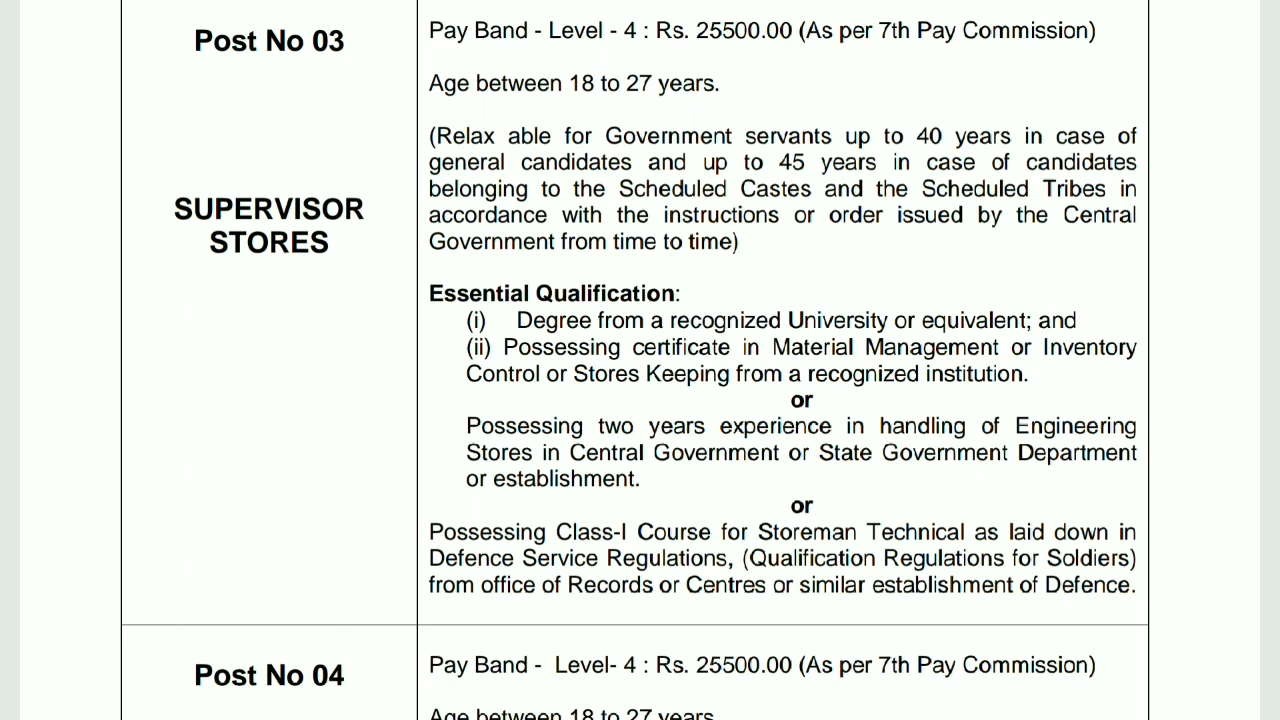 Post No 03
SUPERVISOR
STORES
Pay Band - Level - 4 : Rs. 25500.00 (As per 7th Pay Commission)
Age between 18 to 27 years.
(Relax able for Government servants up to 40 years in case of
general candidates and up to 45 years in case of candidates
belonging to the Scheduled Castes and the Scheduled Tribes in
accordance with the instructions or order issued by the Central
Government from time to time)
Essential Qualification:
(i) Degree from a recognized University or equivalent; and
(ii) Possessing certificate in Material Management or Inventory
Control or Stores Keeping from a recognized institution.
or
Possessing two years experience in handling of Engineering
Stores in Central Government or State Government Department
or establishment.
or
Possessing Class-I Course for Storeman Technical as laid down in
Defence Service Regulations, (Qualification Regulations for Soldiers)
from office of Records or Centres or similar establishment of Defence.
Post No 04
Pay Band - Level- 4 : Rs. 25500.00 (As per 7th Pay Commission)
Age between 18 to 27 years